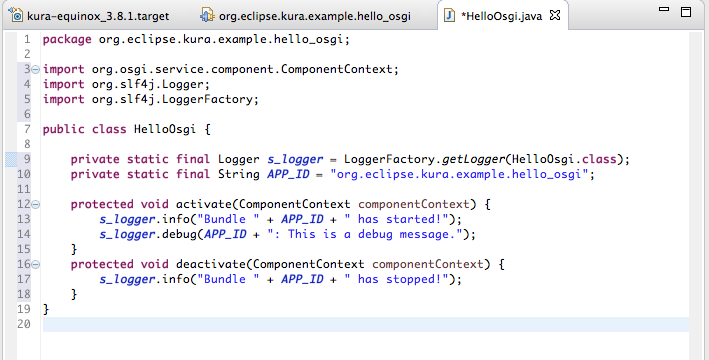 kura-equinox_3.8.1.target org.eclipse.kura.example.hello_osgi *HelloOsgi.java
1 package org.eclipse.kura.example.hello_osgi;
2
3 import org.osgi.service.component.ComponentContext;
4 import org.slf4j.Logger;
5 import org.slf4j.LoggerFactory;
6
7 public class HelloOsgi {
8
9 private static final Logger s_logger = LoggerFactory.getLogger(HelloOsgi.class);
10 private static final String APP_ID = "org.eclipse.kura.example.hello_osgi";
11
12 protected void activate(ComponentContext componentContext) {
13 s_logger.info("Bundle " + APP_ID + " has started!");
14 s_logger.debug(APP_ID + ": This is a debug message.");
15 }
16 protected void deactivate(ComponentContext componentContext) {
17 s_logger.info("Bundle " + APP_ID + " has stopped!");
18 }
19 }
20